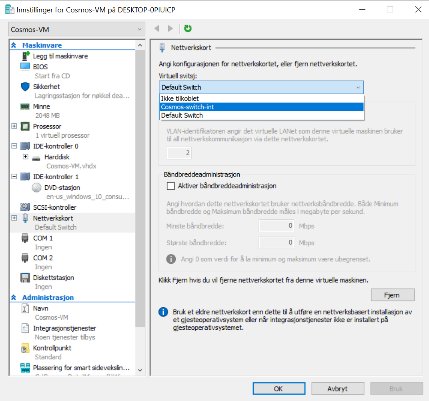 Innstillinger for Cosmos-VM på DESKTOP-0PIUICP
Cosmos-VM
Maskinvare
Legg til maskinvare
BIOS
Start fra CD
Sikkerhet
Lagringsstasjon for nøkkel dea...
Minne
2048 MB
Prosessor
1 virtuell prosessor
IDE-kontroller 0
Harddisk
Cosmos-VM.vhdx
IDE-kontroller 1
DVD-stasjon
en-us_windows_10_consu...
SCSI-kontroller
Nettverkskort
Default Switch
COM 1
Ingen
COM 2
Ingen
Diskettstasjon
Ingen
Administrasjon
Navn
Cosmos-VM
Integrasjonstjenester
Noen tjenester tilbys
Kontrollpunkt
Standard
Plassering for smart sidevekslin...
Nettverkskort
Angi konfigurasjonen for nettverkskortet, eller fjern nettverkskortet.
Virtuell svitsj:
Default Switch
Ikke tilkoblet
Cosmos-switch-int
Default Switch
VLAN-identifikatoren angir det virtuelle LANet som denne virtuelle maskinen bruker
til all nettverkskommunikasjon via dette nettverkskortet.
2
Båndbreddeadministrasjon
Aktiver båndbreddeadministrasjon
Angi hvordan dette nettverkskortet bruker nettverksbåndbredde. Både Minimum
båndbredde og Maksimum båndbredde måles i megabyte per sekund.
Minste båndbredde:
0
Mbps
Største båndbredde:
0
Mbps
Angi 0 som verdi for å la minimum og maksimum være ubegrenset.
Klikk Fjern hvis du vil fjerne nettverkskortet fra denne virtuelle maskinen.
Fjern
Bruk et eldre nettverkskort enn dette til å utføre en nettverksbasert installasjon av
et gjesteoperativsystem eller når integrasjonstjenester ikke er installert på
gjesteoperativsystemet.
OK
Avbryt
Bruk